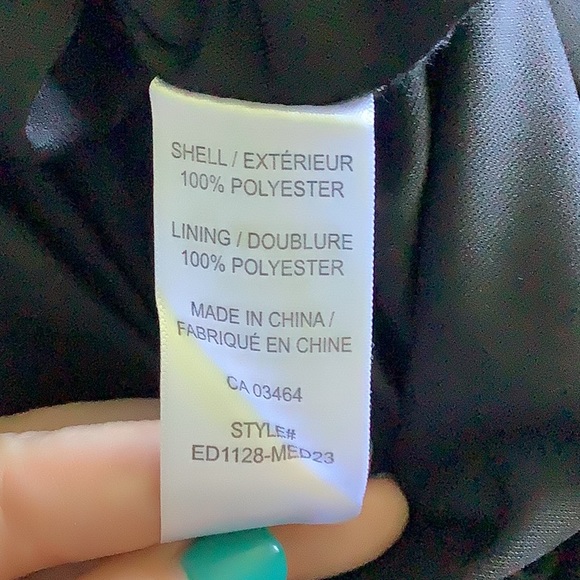 SHELL / EXTÉRIEUR
100% POLYESTER
LINING / DOUBLURE
100% POLYESTER
MADE IN CHINA /
FABRIQUÉ EN CHINE
CA 03464
STYLE#
ED1128-MED23